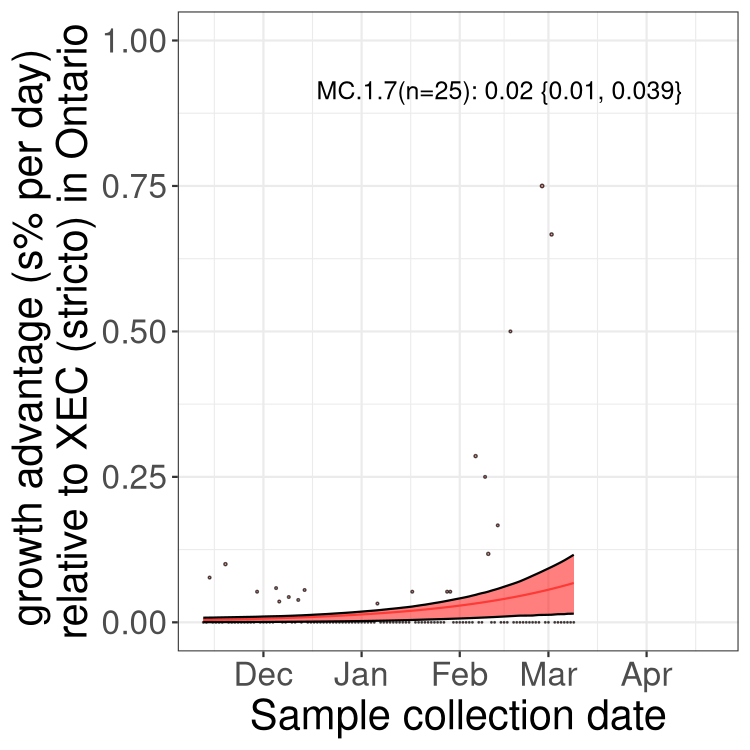 growth advantage (s% per day)
relative to XEC (stricto) in Ontario
1.00
MC.1.7(n=25): 0.02 {0.01, 0.039}
0.75
0.50
0.25
0.00
Dec Jan Feb Mar Apr
Sample collection date